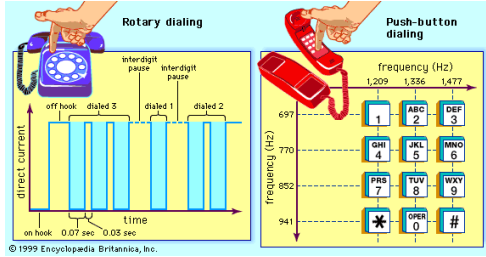 Rotary dialing
interdigit
pause
interdigit
pause
off hook
dialed 3
dialed 1
dialed 2
direct current
time
on hook
0.07 sec
0.03 sec
© 1999 Encyclopædia Britannica, Inc.
Push-button
dialing
frequency (Hz)
1,209 1,336 1,477
frequency (Hz)
697
1
ABC
2
DEF
3
770
GHI
4
JKL
5
MNO
6
852
PRS
7
TUV
8
WXY
9
941
*
OPER
0
#